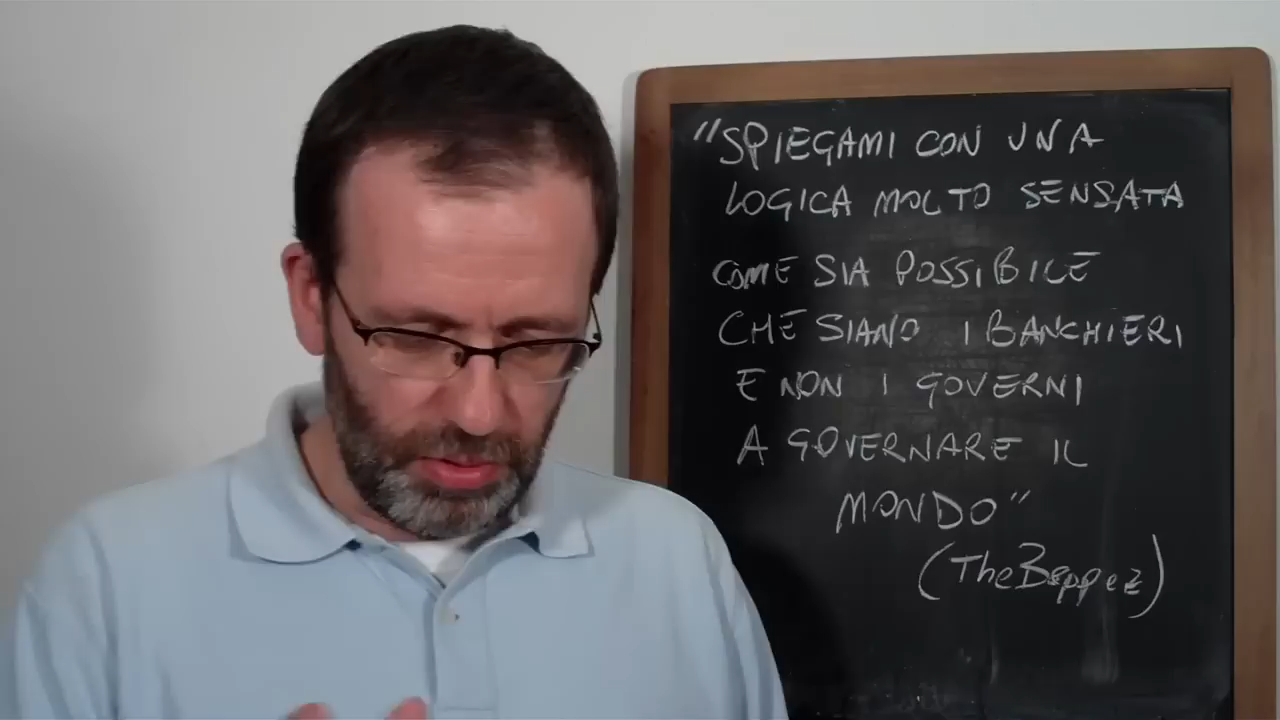 "SPIEGAMI CON UNA
LOGICA MOLTO SENSATA
COME SIA POSSIBILE
CHE SIANO I BANCHIERI
E NON I GOVERNI
A GOVERNARE IL
MONDO"
(TheBeppez)